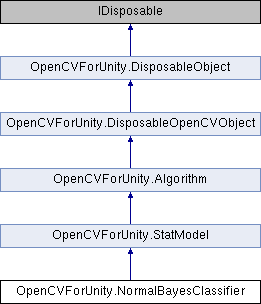 IDisposable
OpenCVForUnity.DisposableObject
OpenCVForUnity.DisposableOpenCVObject
OpenCVForUnity.Algorithm
OpenCVForUnity.StatModel
OpenCVForUnity.NormalBayesClassifier